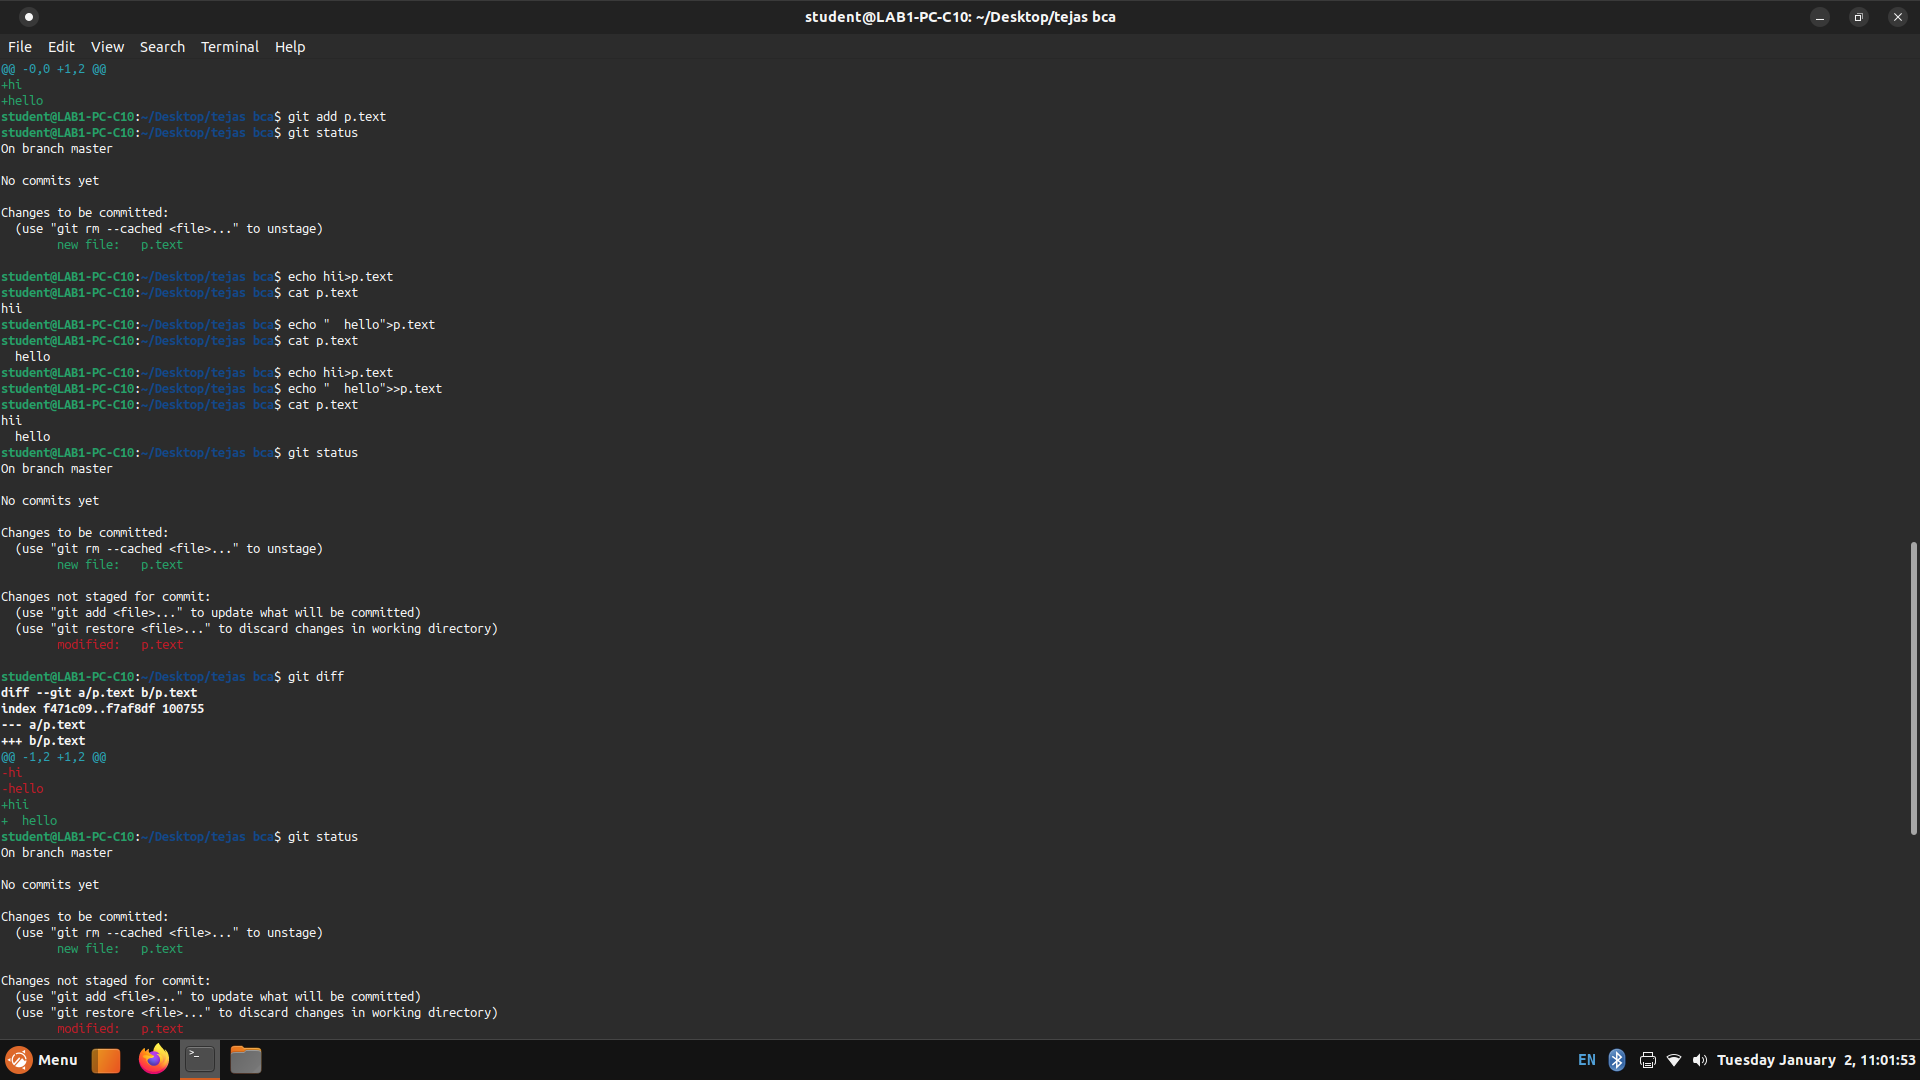 student@LAB1-PC-C10: ~/Desktop/tejas bca
File Edit View Search Terminal Help
@@ -0,0 +1,2 @@
+hi
+hello
student@LAB1-PC-C10:~/Desktop/tejas bca$ git add p.text
student@LAB1-PC-C10:~/Desktop/tejas bca$ git status
On branch master
No commits yet
Changes to be committed:
  (use "git rm --cached <file>..." to unstage)
        new file:   p.text
student@LAB1-PC-C10:~/Desktop/tejas bca$ echo hii>p.text
student@LAB1-PC-C10:~/Desktop/tejas bca$ cat p.text
hii
student@LAB1-PC-C10:~/Desktop/tejas bca$ echo "  hello">p.text
student@LAB1-PC-C10:~/Desktop/tejas bca$ cat p.text
  hello
student@LAB1-PC-C10:~/Desktop/tejas bca$ echo hii>p.text
student@LAB1-PC-C10:~/Desktop/tejas bca$ echo "  hello">>p.text
student@LAB1-PC-C10:~/Desktop/tejas bca$ cat p.text
hii
  hello
student@LAB1-PC-C10:~/Desktop/tejas bca$ git status
On branch master
No commits yet
Changes to be committed:
  (use "git rm --cached <file>..." to unstage)
        new file:   p.text
Changes not staged for commit:
  (use "git add <file>..." to update what will be committed)
  (use "git restore <file>..." to discard changes in working directory)
        modified:   p.text
student@LAB1-PC-C10:~/Desktop/tejas bca$ git diff
diff --git a/p.text b/p.text
index f471c09..f7af8df 100755
--- a/p.text
+++ b/p.text
@@ -1,2 +1,2 @@
-hi
-hello
+hii
+  hello
student@LAB1-PC-C10:~/Desktop/tejas bca$ git status
On branch master
No commits yet
Changes to be committed:
  (use "git rm --cached <file>..." to unstage)
        new file:   p.text
Changes not staged for commit:
  (use "git add <file>..." to update what will be committed)
  (use "git restore <file>..." to discard changes in working directory)
        modified:   p.text
Menu EN Tuesday January  2, 11:01:53